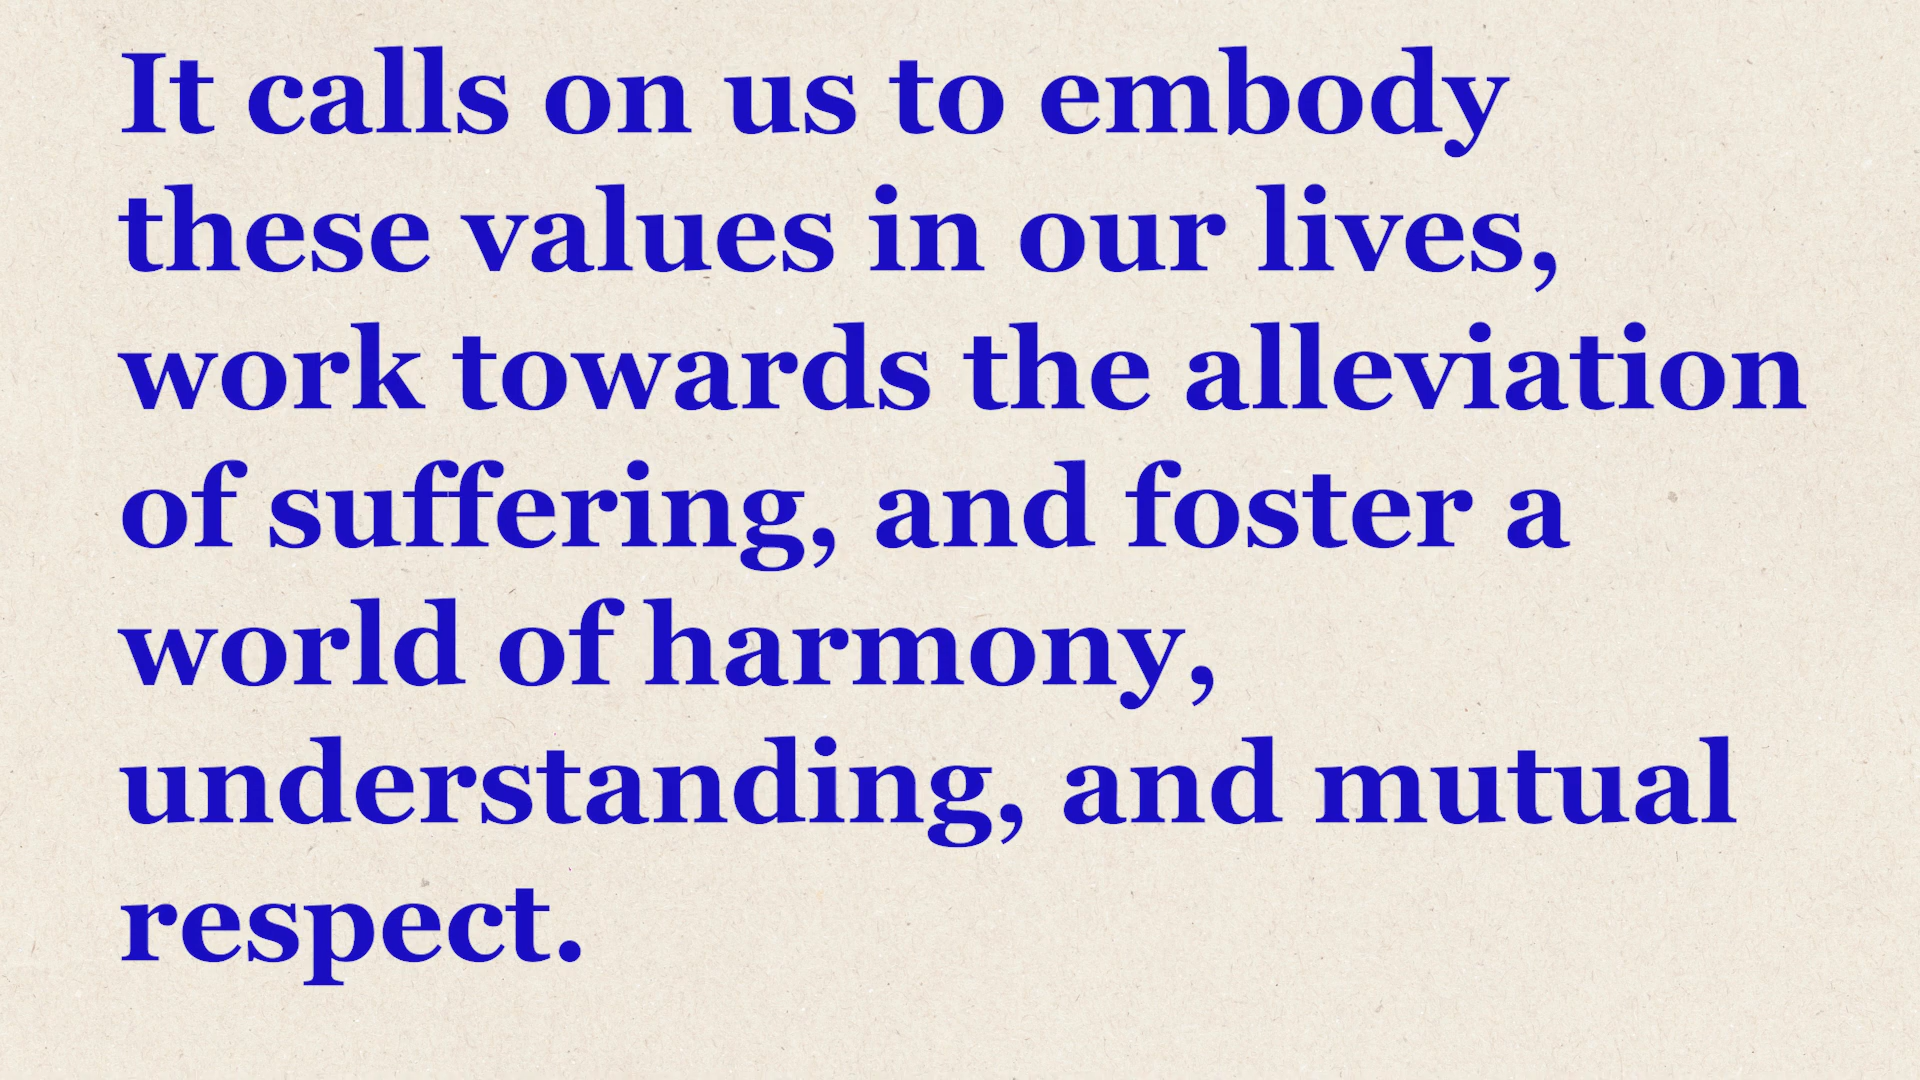 It calls on us to embody
these values in our lives,
work towards the alleviation
of suffering, and foster a
world of harmony,
understanding, and mutual
respect.